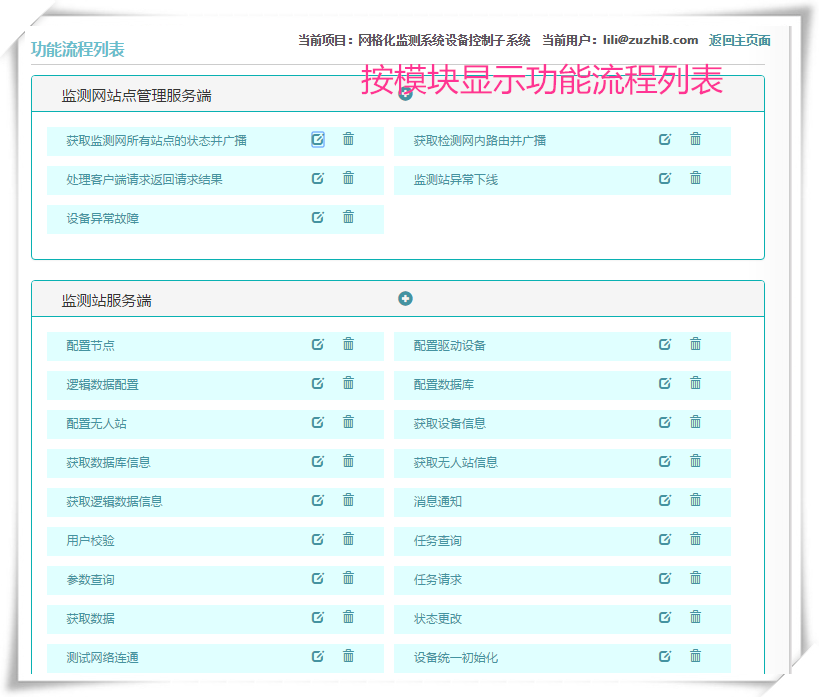 功能流程列表
当前项目：网格化监测系统设备控制子系统 当前用户：lili@zuzhi8.com 返回主页面
按模块显示功能流程列表
监测网站点管理服务端
获取监测网所有站点的状态并广播 获取检测网内路由并广播
处理客户端请求返回请求结果 监测站异常下线
设备异常故障
监测站服务端
配置节点 配置驱动设备
逻辑数据配置 配置数据库
配置无人站 获取设备信息
获取数据库信息 获取无人站信息
获取逻辑数据信息 消息通知
用户校验 任务查询
参数查询 任务请求
获取数据 状态更改
测试网络连通 设备统一初始化